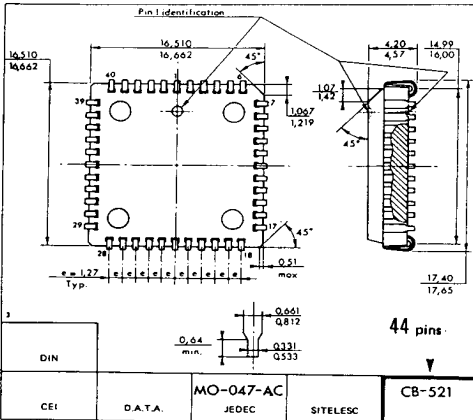 Pin 1 identification
16,510
16,662
45°
4,20
4,57
14,99
16,00
16,510
16,662
40
6
39
7
1,067
1,219
1,07
1,42
45°
29
17
45°
28
18
e = 1,27
Typ.
e e e e e e e e e
0,51
max
17,40
17,65
0,661
0,812
0,64
min.
0,331
0,533
44 pins
3
DIN
CEI
D.A.T.A.
MO-047-AC
JEDEC
SITELESC
CB-521